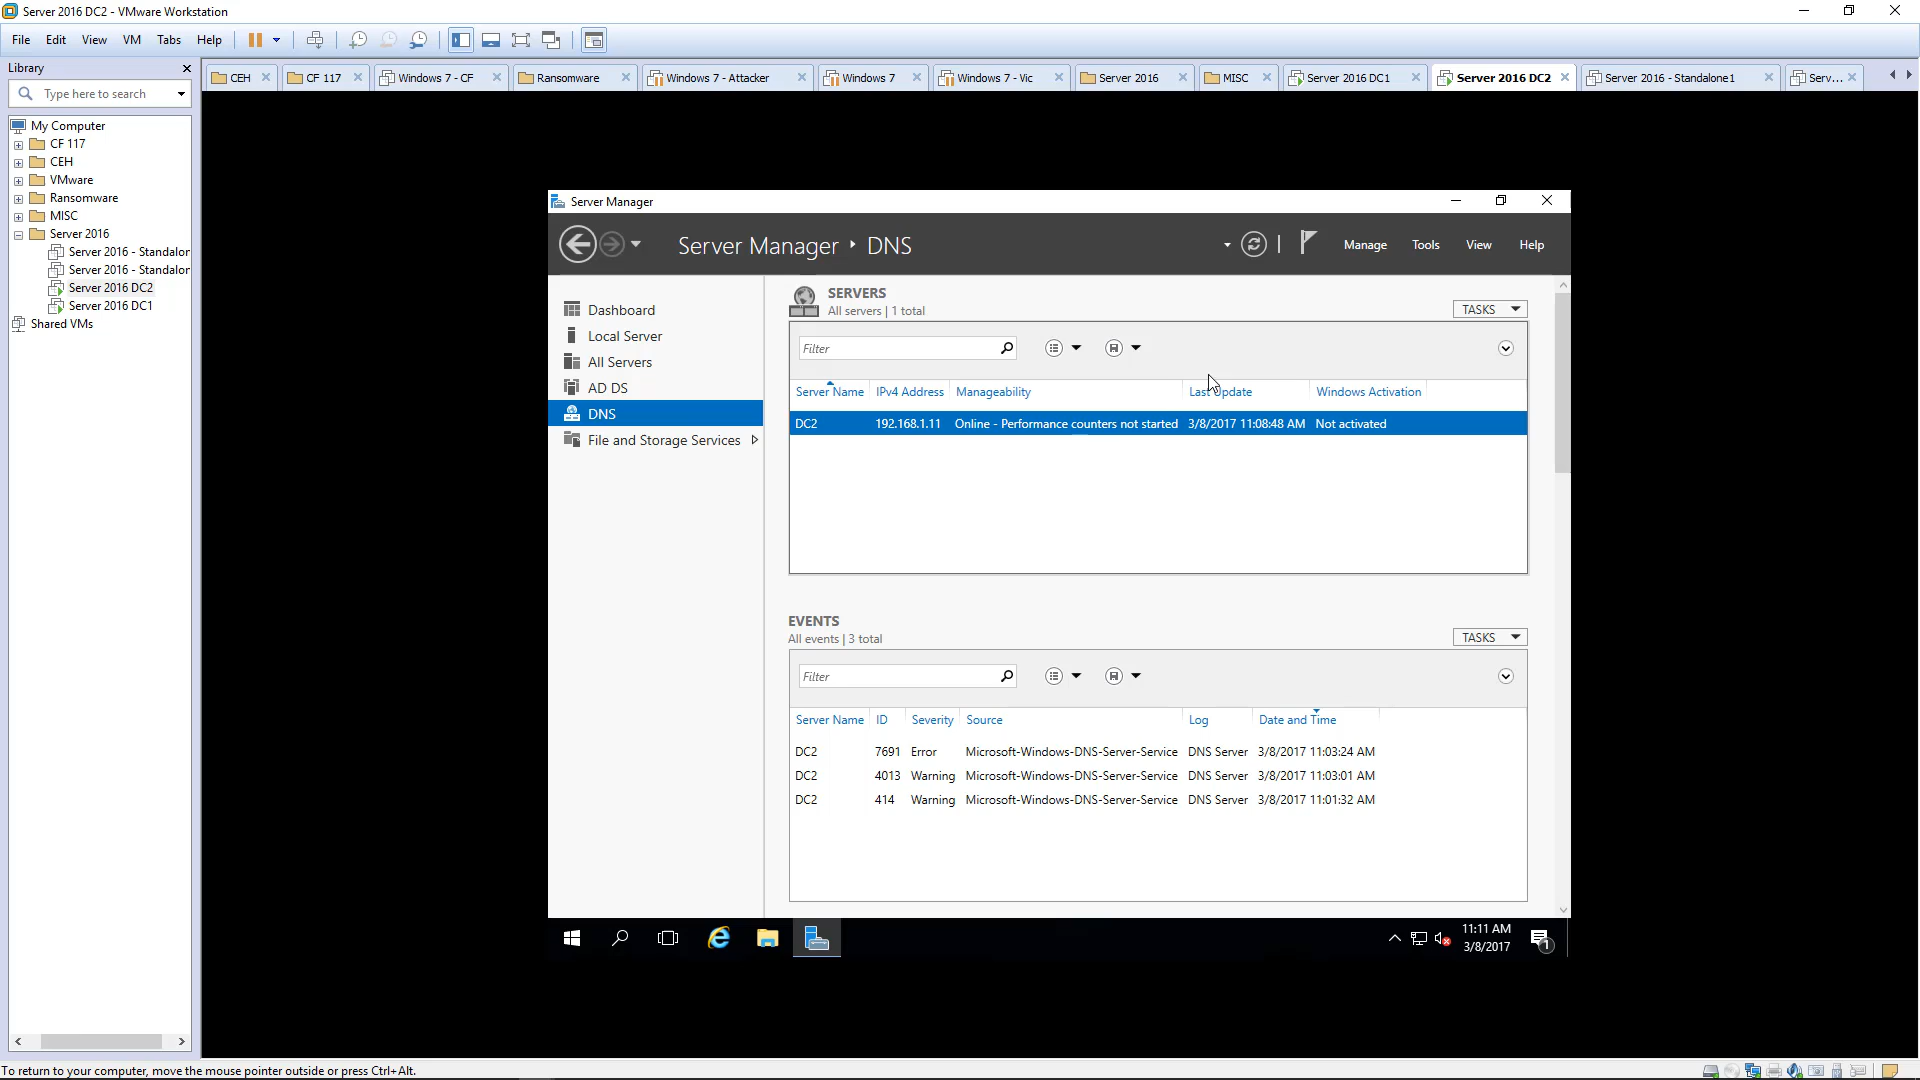 Server 2016 DC2 - VMware Workstation
File Edit View VM Tabs Help
Library
Type here to search
My Computer
CF 117
CEH
VMware
Ransomware
MISC
Server 2016
Server 2016 - Standalor
Server 2016 - Standalor
Server 2016 DC2
Server 2016 DC1
Shared VMs
CEH CF 117 Windows 7 - CF Ransomware Windows 7 - Attacker Windows 7 Windows 7 - Vic Server 2016 MISC Server 2016 DC1 Server 2016 DC2 Server 2016 - Standalone1 Serv...
Server Manager
Server Manager DNS
Manage Tools View Help
Dashboard
Local Server
All Servers
AD DS
DNS
File and Storage Services
SERVERS
All servers | 1 total
TASKS
Filter
Server Name IPv4 Address Manageability Last Update Windows Activation
DC2 192.168.1.11 Online - Performance counters not started 3/8/2017 11:08:48 AM Not activated
EVENTS
All events | 3 total
TASKS
Filter
Server Name ID Severity Source Log Date and Time
DC2 7691 Error Microsoft-Windows-DNS-Server-Service DNS Server 3/8/2017 11:03:24 AM
DC2 4013 Warning Microsoft-Windows-DNS-Server-Service DNS Server 3/8/2017 11:03:01 AM
DC2 414 Warning Microsoft-Windows-DNS-Server-Service DNS Server 3/8/2017 11:01:32 AM
11:11 AM
3/8/2017
1
To return to your computer, move the mouse pointer outside or press Ctrl+Alt.